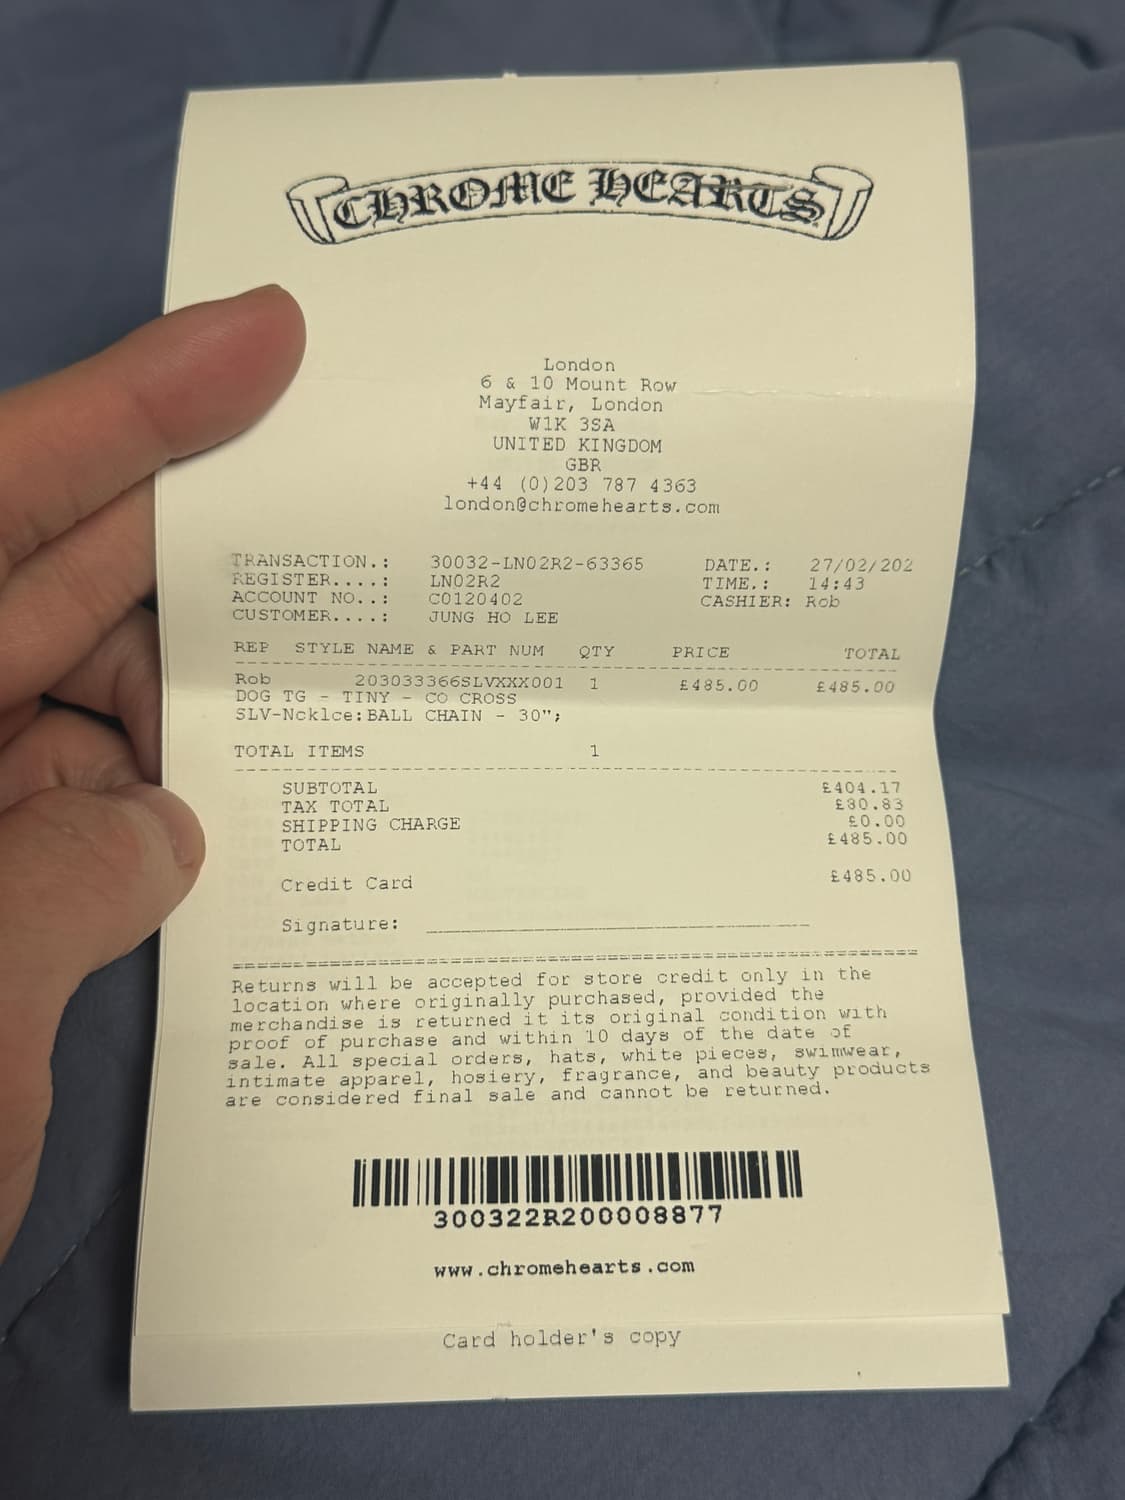 CHROME HEARTS
London
6 & 10 Mount Row
Mayfair, London
W1K 3SA
UNITED KINGDOM
GBR
+44 (0)203 787 4363
london@chromehearts.com
TRANSACTION.: 30032-LN02R2-63365 DATE.: 27/02/202
REGISTER....: LN02R2 TIME.: 14:43
ACCOUNT NO..: C0120402 CASHIER: Rob
CUSTOMER....: JUNG HO LEE
REP STYLE NAME & PART NUM QTY PRICE TOTAL
Rob 203033366SLVXXX001 1 £485.00 £485.00
DOG TG - TINY - CO CROSS
SLV-Ncklce:BALL CHAIN - 30";
TOTAL ITEMS 1
SUBTOTAL £404.17
TAX TOTAL £80.83
SHIPPING CHARGE £0.00
TOTAL £485.00
Credit Card £485.00
Signature:
Returns will be accepted for store credit only in the
location where originally purchased, provided the
merchandise is returned it its original condition with
proof of purchase and within 10 days of the date of
sale. All special orders, hats, white pieces, swimwear,
intimate apparel, hosiery, fragrance, and beauty products
are considered final sale and cannot be returned.
300322R200008877
www.chromehearts.com
Card holder's copy